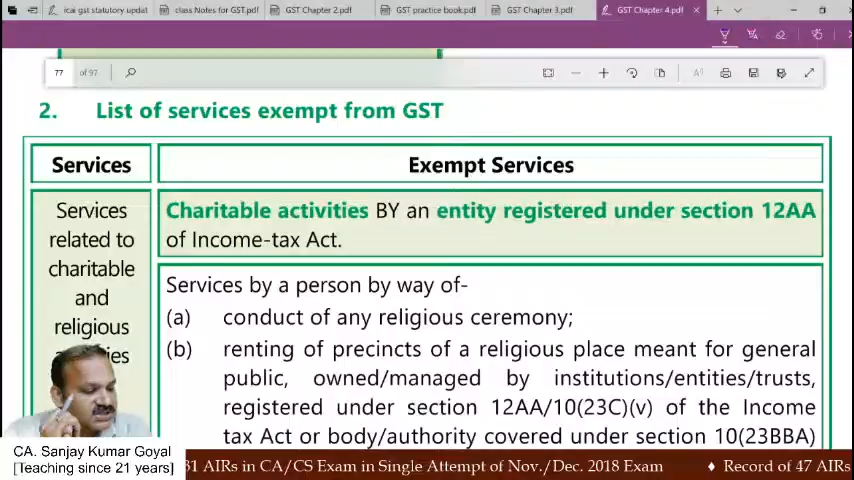 icai gst statutory updat
class Notes for GST.pdf
GST Chapter 2.pdf
GST practice book.pdf
GST Chapter 3.pdf
GST Chapter 4.pdf
77 of 97
2. List of services exempt from GST
Services
Exempt Services
Services
related to
charitable
and
religious
Charitable activities BY an entity registered under section 12AA
of Income-tax Act.
Services by a person by way of-
(a) conduct of any religious ceremony;
(b) renting of precincts of a religious place meant for general
public, owned/managed by institutions/entities/trusts,
registered under section 12AA/10(23C)(v) of the Income
tax Act or body/authority covered under section 10(23BBA)
CA. Sanjay Kumar Goyal
[Teaching since 21 years]
31 AIRs in CA/CS Exam in Single Attempt of Nov./Dec. 2018 Exam ♦ Record of 47 AIRs